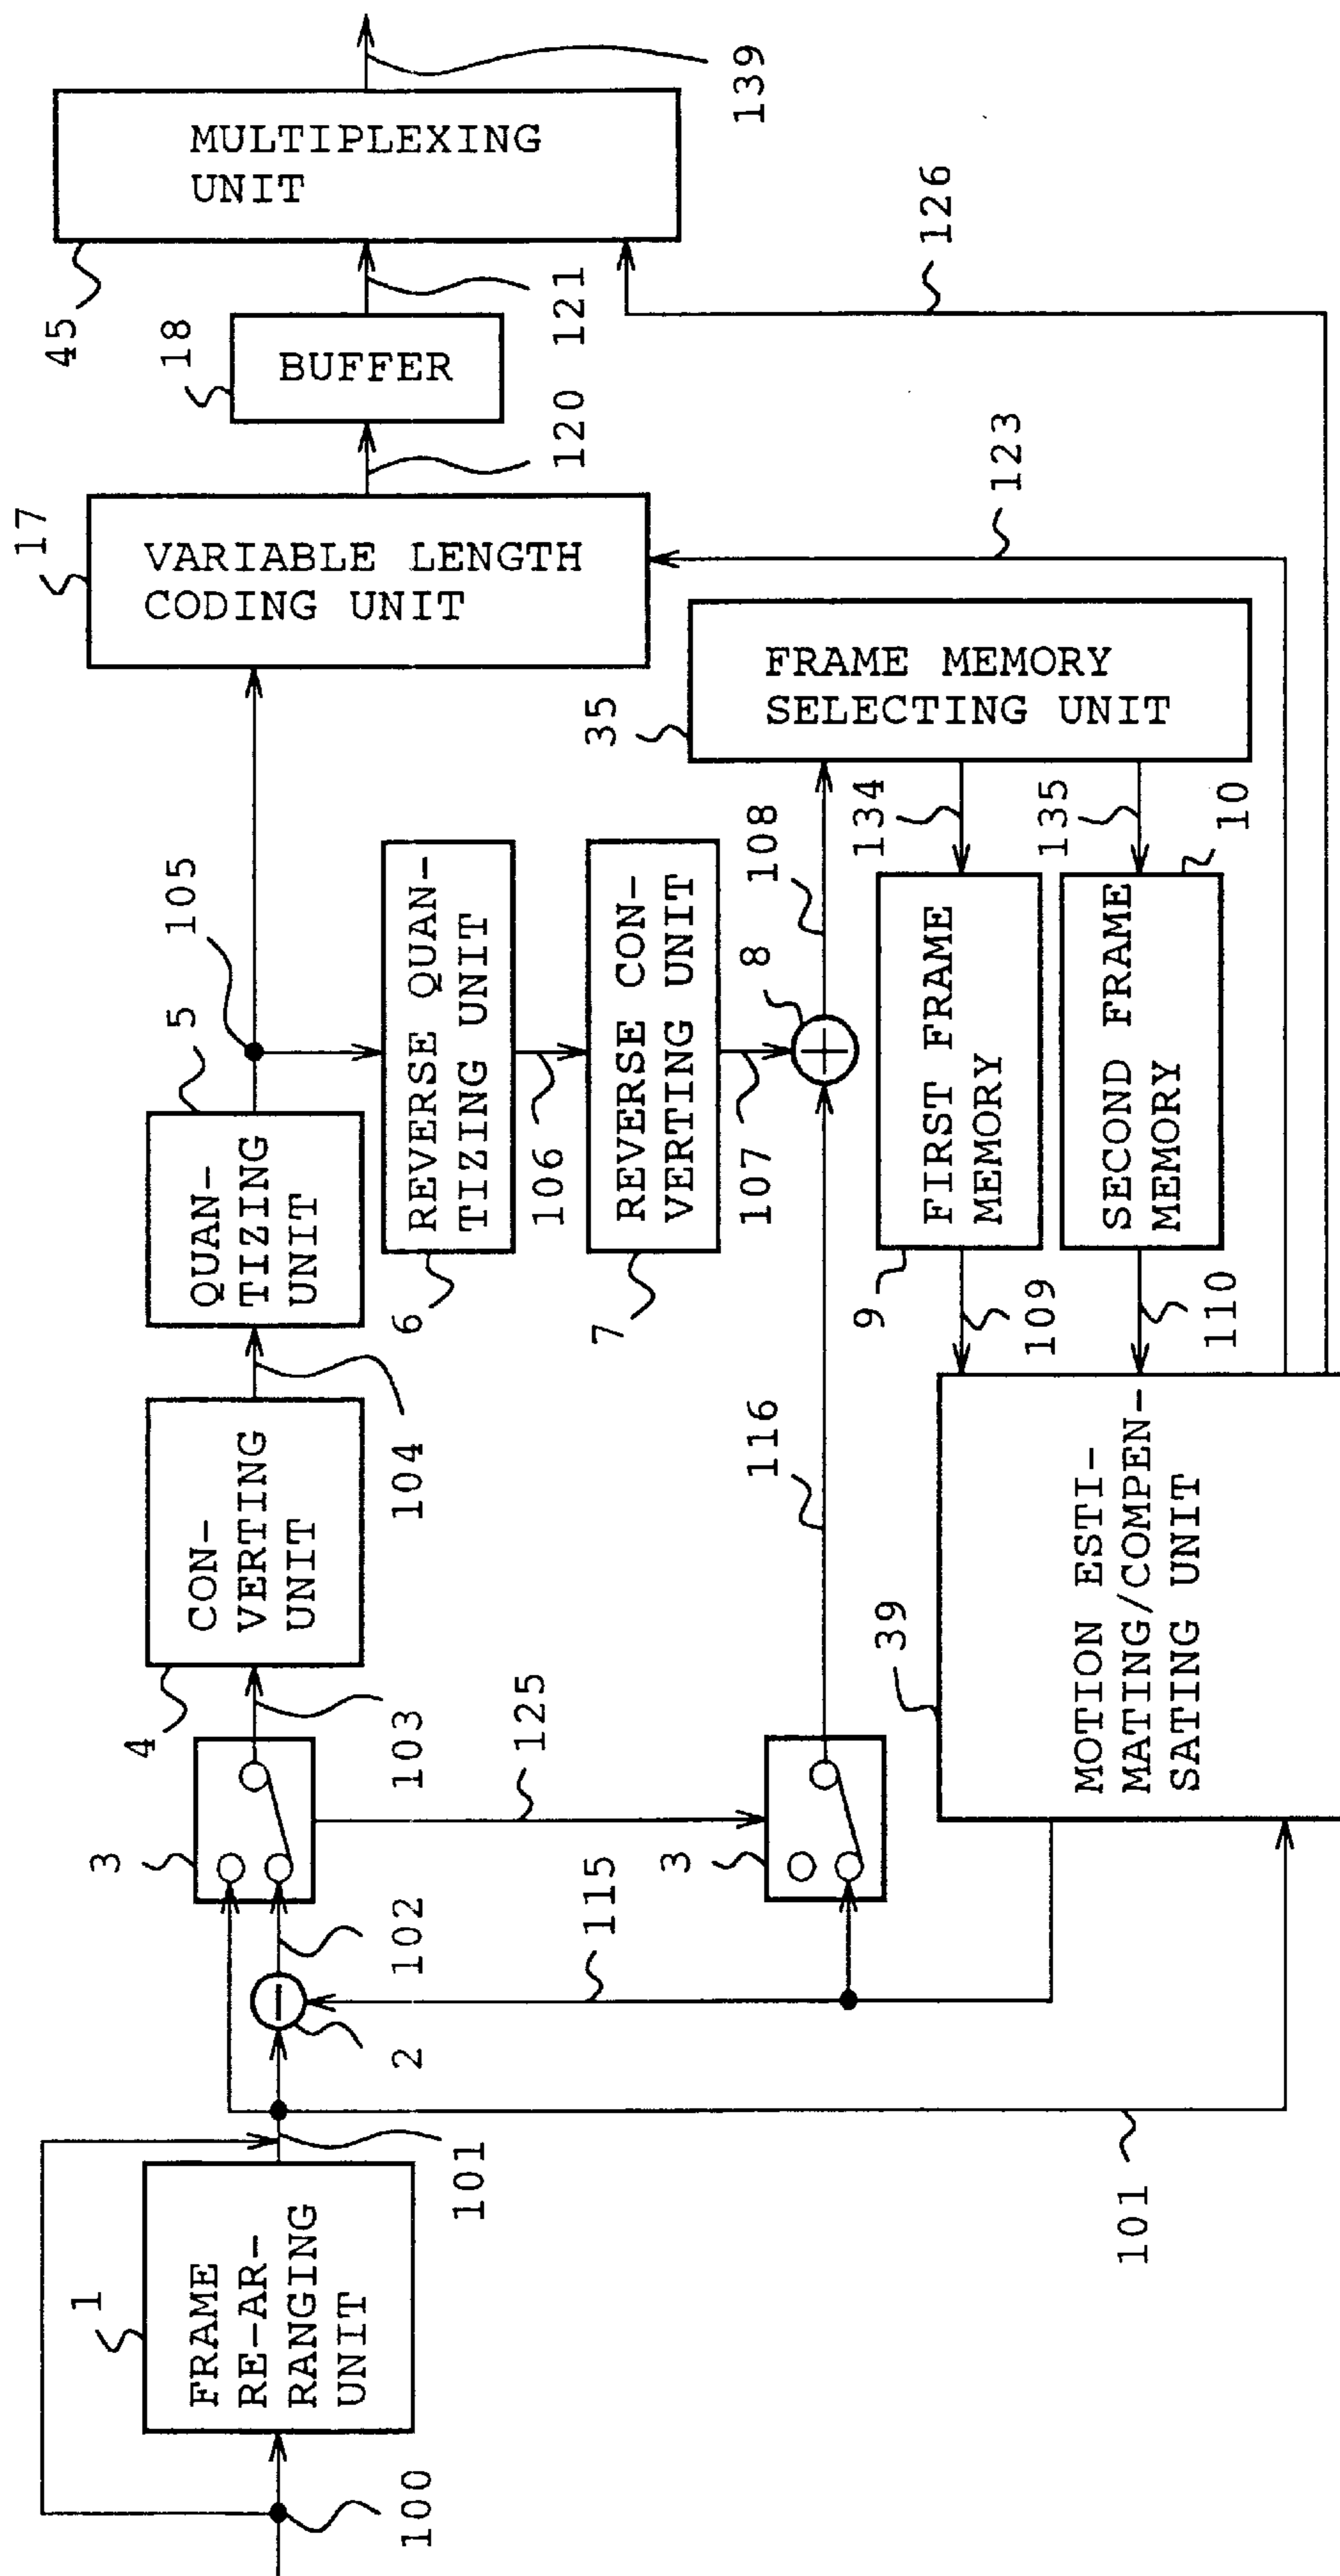 1
FRAME
RE-AR-
RANGING
UNIT
100
101
2
102
3
103
4
CON-
VERTING
UNIT
104
5
QUAN-
TIZING
UNIT
105
17
VARIABLE LENGTH
CODING UNIT
120
18
BUFFER
121
45
MULTIPLEXING
UNIT
139
6
REVERSE QUAN-
TIZING UNIT
106
7
REVERSE CON-
VERTING UNIT
107
8
108
35
FRAME MEMORY
SELECTING UNIT
125
3
115
116
134
135
9
FIRST FRAME
MEMORY
10
SECOND FRAME
MEMORY
109
110
39
MOTION ESTI-
MATING/COMPEN-
SATING UNIT
101
123
126